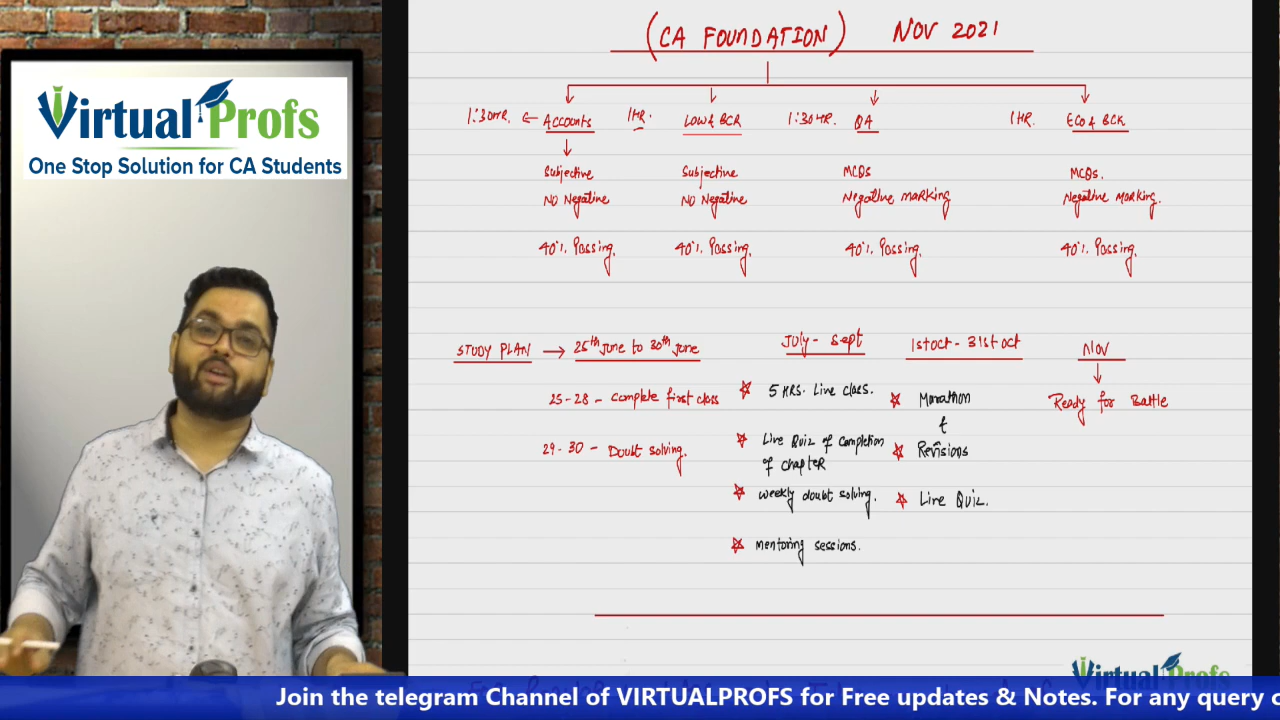 Virtual Profs
One Stop Solution for CA Students
(CA FOUNDATION) NOV 2021
1:30HR. ACCOUNTS 1HR. LOW & BCR 1:30HR. QA 1HR. ECO & BCK
Subjective Subjective MCQs MCQs.
NO Negative NO Negative Negative marking Negative marking.
40% Passing. 40% Passing. 40% Passing. 40% Passing.
STUDY PLAN → 25th June to 30th June July - Sept 1st oct - 31st oct NOV
25-28 - Complete first class
5 HRS. Live class.
Marathon
&
Ready for Battle
29-30 - Doubt solving.
Live Quiz of completion
of chapter
Revisions
weekly doubt solving.
Live Quiz.
mentoring sessions.
Virtual Profs
Join the telegram Channel of VIRTUALPROFS for Free updates & Notes. For any query c